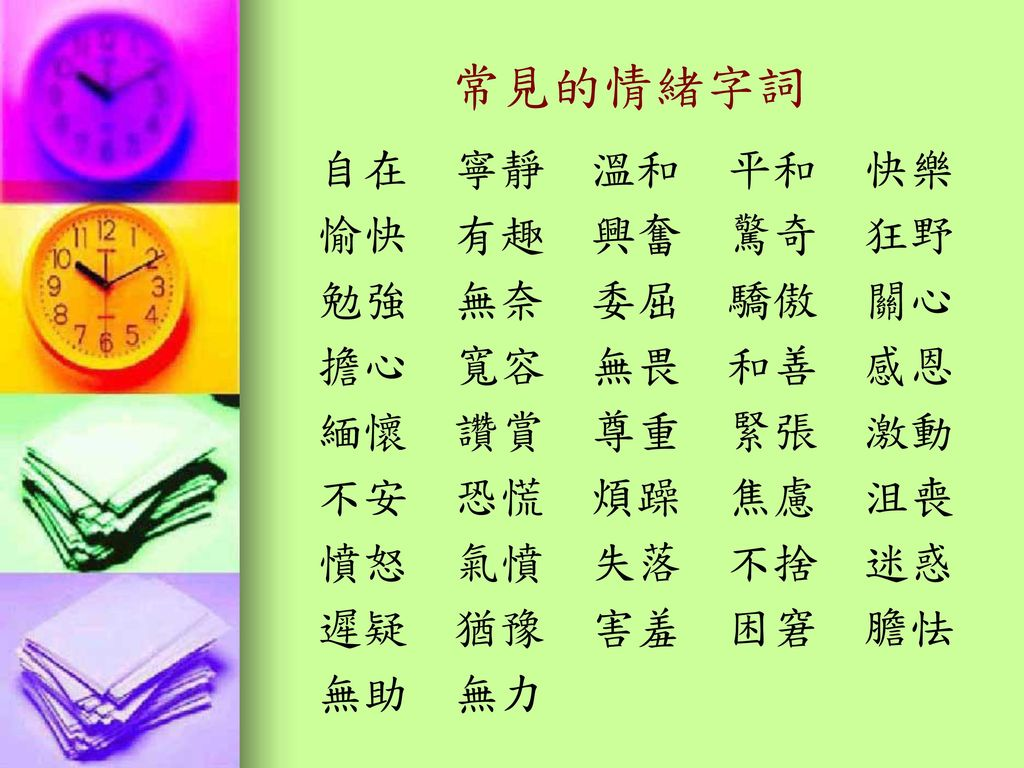 常見的情緒字詞
自在 寧靜 溫和 平和 快樂
愉快 有趣 興奮 驚奇 狂野
勉強 無奈 委屈 驕傲 關心
擔心 寬容 無畏 和善 感恩
緬懷 讚賞 尊重 緊張 激動
不安 恐慌 煩躁 焦慮 沮喪
憤怒 氣憤 失落 不捨 迷惑
遲疑 猶豫 害羞 困窘 膽怯
無助 無力